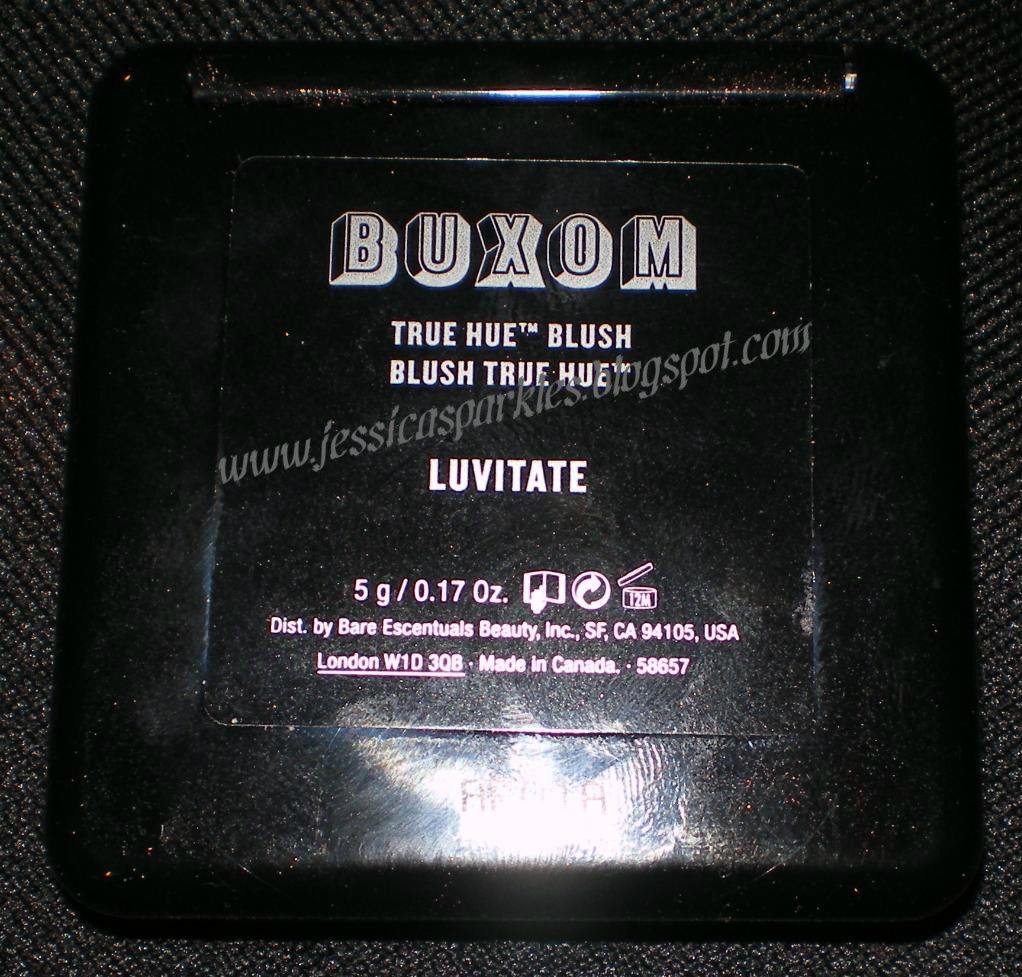 BUXOM
TRUE HUE™ BLUSH
BLUSH TRUE HUE™
www.jessicasparkles.blogspot.com
LUVITATE
5 g / 0.17 Oz. 12M
Dist. by Bare Escentuals Beauty, Inc., SF, CA 94105, USA
London W1D 3QB · Made in Canada. · 58657